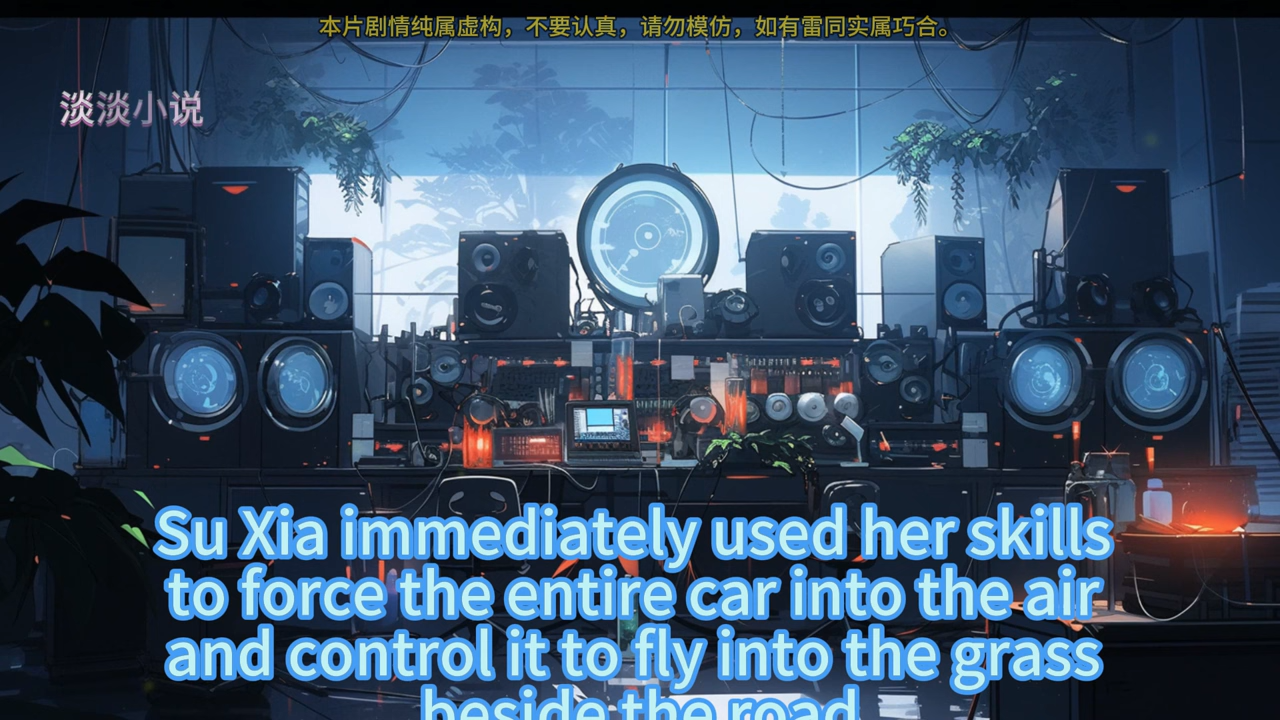 本片剧情纯属虚构，不要认真，请勿模仿，如有雷同实属巧合。
淡淡小说
Su Xia immediately used her skills
to force the entire car into the air
and control it to fly into the grass
beside the road